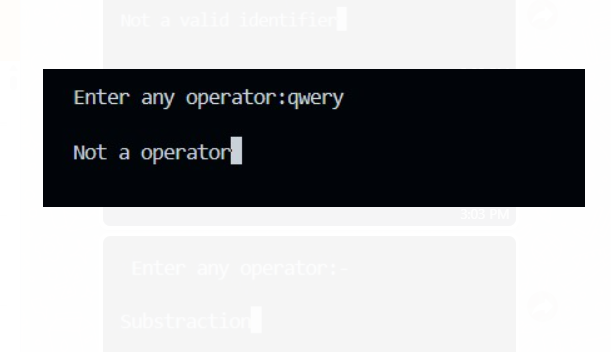 Not a valid identifier
Enter any operator:qwery
Not a operator
3:03 PM
Enter any operator:-
Substraction